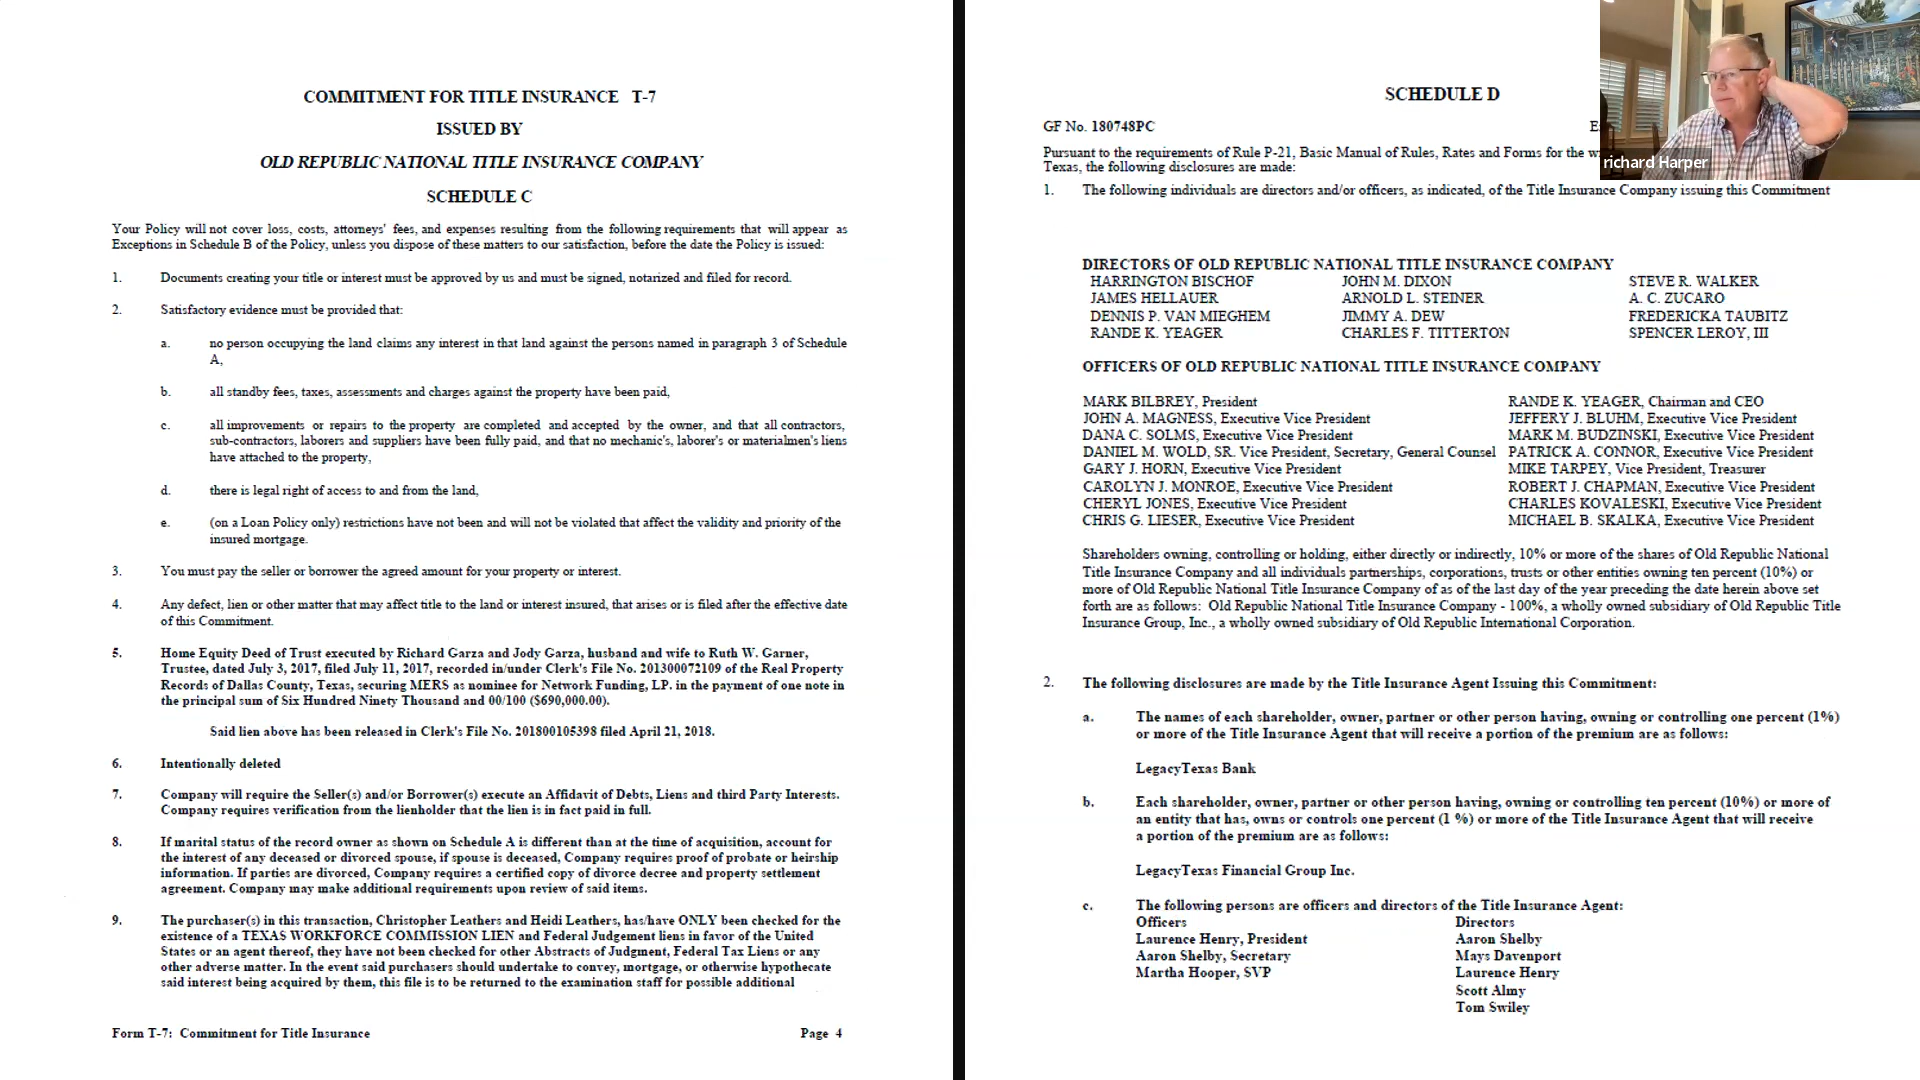 COMMITMENT FOR TITLE INSURANCE T-7
ISSUED BY
OLD REPUBLIC NATIONAL TITLE INSURANCE COMPANY
SCHEDULE C
Your Policy will not cover loss, costs, attorneys' fees, and expenses resulting from the following requirements that will appear as
Exceptions in Schedule B of the Policy, unless you dispose of these matters to our satisfaction, before the date the Policy is issued:
1. Documents creating your title or interest must be approved by us and must be signed, notarized and filed for record.
2. Satisfactory evidence must be provided that:
a. no person occupying the land claims any interest in that land against the persons named in paragraph 3 of Schedule
A,
b. all standby fees, taxes, assessments and charges against the property have been paid,
c. all improvements or repairs to the property are completed and accepted by the owner, and that all contractors,
sub-contractors, laborers and suppliers have been fully paid, and that no mechanic's, laborer's or materialmen's liens
have attached to the property,
d. there is legal right of access to and from the land,
e. (on a Loan Policy only) restrictions have not been and will not be violated that affect the validity and priority of the
insured mortgage.
3. You must pay the seller or borrower the agreed amount for your property or interest.
4. Any defect, lien or other matter that may affect title to the land or interest insured, that arises or is filed after the effective date
of this Commitment.
5. Home Equity Deed of Trust executed by Richard Garza and Jody Garza, husband and wife to Ruth W. Garner,
Trustee, dated July 3, 2017, filed July 11, 2017, recorded in/under Clerk's File No. 201300072109 of the Real Property
Records of Dallas County, Texas, securing MERS as nominee for Network Funding, LP. in the payment of one note in
the principal sum of Six Hundred Ninety Thousand and 00/100 ($690,000.00).
Said lien above has been released in Clerk's File No. 201800105398 filed April 21, 2018.
6. Intentionally deleted
7. Company will require the Seller(s) and/or Borrower(s) execute an Affidavit of Debts, Liens and third Party Interests.
Company requires verification from the lienholder that the lien is in fact paid in full.
8. If marital status of the record owner as shown on Schedule A is different than at the time of acquisition, account for
the interest of any deceased or divorced spouse, if spouse is deceased, Company requires proof of probate or heirship
information. If parties are divorced, Company requires a certified copy of divorce decree and property settlement
agreement. Company may make additional requirements upon review of said items.
9. The purchaser(s) in this transaction, Christopher Leathers and Heidi Leathers, has/have ONLY been checked for the
existence of a TEXAS WORKFORCE COMMISSION LIEN and Federal Judgement liens in favor of the United
States or an agent thereof, they have not been checked for other Abstracts of Judgment, Federal Tax Liens or any
other adverse matter. In the event said purchasers should undertake to convey, mortgage, or otherwise hypothecate
said interest being acquired by them, this file is to be returned to the examination staff for possible additional
Form T-7: Commitment for Title Insurance Page 4
SCHEDULE D
GF No. 180748PC
Pursuant to the requirements of Rule P-21, Basic Manual of Rules, Rates and Forms for the
Texas, the following disclosures are made:
1. The following individuals are directors and/or officers, as indicated, of the Title Insurance Company issuing this Commitment
DIRECTORS OF OLD REPUBLIC NATIONAL TITLE INSURANCE COMPANY
HARRINGTON BISCHOF JOHN M. DIXON STEVE R. WALKER
JAMES HELLAUER ARNOLD L. STEINER A. C. ZUCARO
DENNIS P. VAN MIEGHEM JIMMY A. DEW FREDERICKA TAUBITZ
RANDE K. YEAGER CHARLES F. TITTERTON SPENCER LEROY, III
OFFICERS OF OLD REPUBLIC NATIONAL TITLE INSURANCE COMPANY
MARK BILBREY, President RANDE K. YEAGER, Chairman and CEO
JOHN A. MAGNESS, Executive Vice President JEFFERY J. BLUHM, Executive Vice President
DANA C. SOLMS, Executive Vice President MARK M. BUDZINSKI, Executive Vice President
DANIEL M. WOLD, SR. Vice President, Secretary, General Counsel PATRICK A. CONNOR, Executive Vice President
GARY J. HORN, Executive Vice President MIKE TARPEY, Vice President, Treasurer
CAROLYN J. MONROE, Executive Vice President ROBERT J. CHAPMAN, Executive Vice President
CHERYL JONES, Executive Vice President CHARLES KOVALESKI, Executive Vice President
CHRIS G. LIESER, Executive Vice President MICHAEL B. SKALKA, Executive Vice President
Shareholders owning, controlling or holding, either directly or indirectly, 10% or more of the shares of Old Republic National
Title Insurance Company and all individuals partnerships, corporations, trusts or other entities owning ten percent (10%) or
more of Old Republic National Title Insurance Company of as of the last day of the year preceding the date herein above set
forth are as follows: Old Republic National Title Insurance Company - 100%, a wholly owned subsidiary of Old Republic Title
Insurance Group, Inc., a wholly owned subsidiary of Old Republic International Corporation.
2. The following disclosures are made by the Title Insurance Agent Issuing this Commitment:
a. The names of each shareholder, owner, partner or other person having, owning or controlling one percent (1%)
or more of the Title Insurance Agent that will receive a portion of the premium are as follows:
LegacyTexas Bank
b. Each shareholder, owner, partner or other person having, owning or controlling ten percent (10%) or more of
an entity that has, owns or controls one percent (1 %) or more of the Title Insurance Agent that will receive
a portion of the premium are as follows:
LegacyTexas Financial Group Inc.
c. The following persons are officers and directors of the Title Insurance Agent:
Officers Directors
Laurence Henry, President Aaron Shelby
Aaron Shelby, Secretary Mays Davenport
Martha Hooper, SVP Laurence Henry
Scott Almy
Tom Swiley
richard Harper